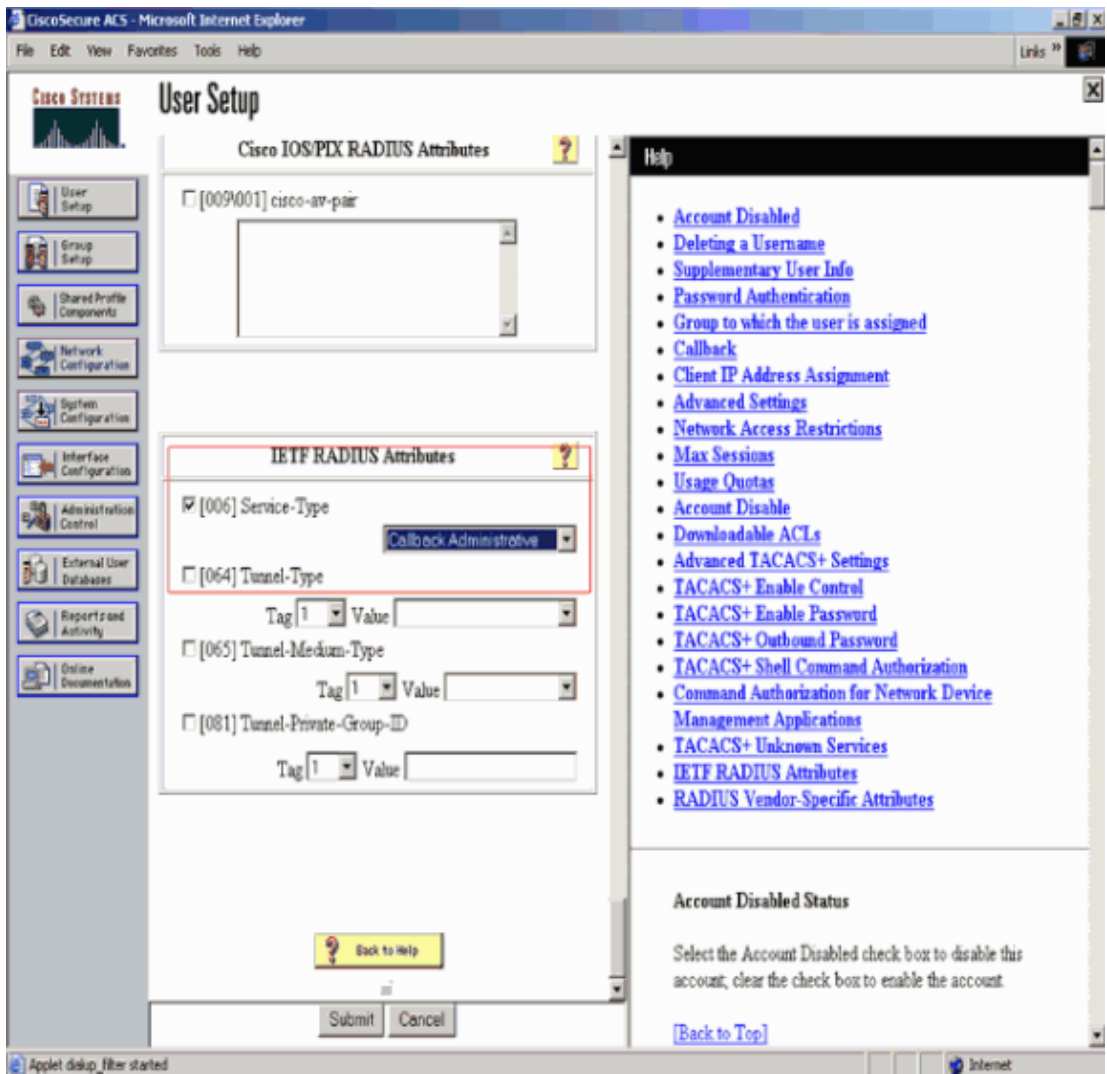 CiscoSecure ACS - Microsoft Internet Explorer
File Edit View Favorites Tools Help
Links »
CISCO SYSTEMS
User Setup
User Setup
Group Setup
Shared Profile Components
Network Configuration
System Configuration
Interface Configuration
Administration Control
External User Databases
Reports and Activity
Online Documentation
Cisco IOS/PIX RADIUS Attributes
?
[009\001] cisco-av-pair
IETF RADIUS Attributes
?
[006] Service-Type
Callback Administrative
[064] Tunnel-Type
Tag 1 Value
[065] Tunnel-Medium-Type
Tag 1 Value
[081] Tunnel-Private-Group-ID
Tag 1 Value
? Back to Help
Submit Cancel
Help
Account Disabled
Deleting a Username
Supplementary User Info
Password Authentication
Group to which the user is assigned
Callback
Client IP Address Assignment
Advanced Settings
Network Access Restrictions
Max Sessions
Usage Quotas
Account Disable
Downloadable ACLs
Advanced TACACS+ Settings
TACACS+ Enable Control
TACACS+ Enable Password
TACACS+ Outbound Password
TACACS+ Shell Command Authorization
Command Authorization for Network Device
Management Applications
TACACS+ Unknown Services
IETF RADIUS Attributes
RADIUS Vendor-Specific Attributes
Account Disabled Status
Select the Account Disabled check box to disable this
account; clear the check box to enable the account.
[Back to Top]
Applet dialup_filter started
Internet